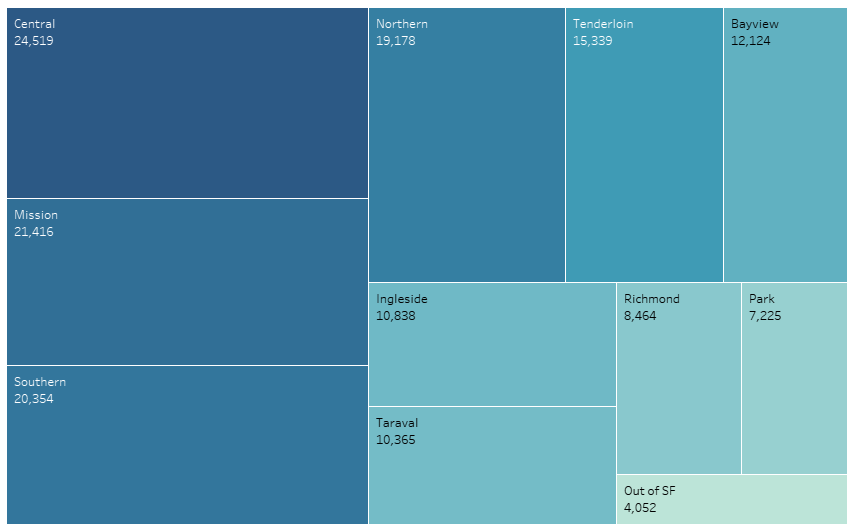 Central
24,519
Mission
21,416
Southern
20,354
Northern
19,178
Tenderloin
15,339
Bayview
12,124
Ingleside
10,838
Taraval
10,365
Richmond
8,464
Park
7,225
Out of SF
4,052